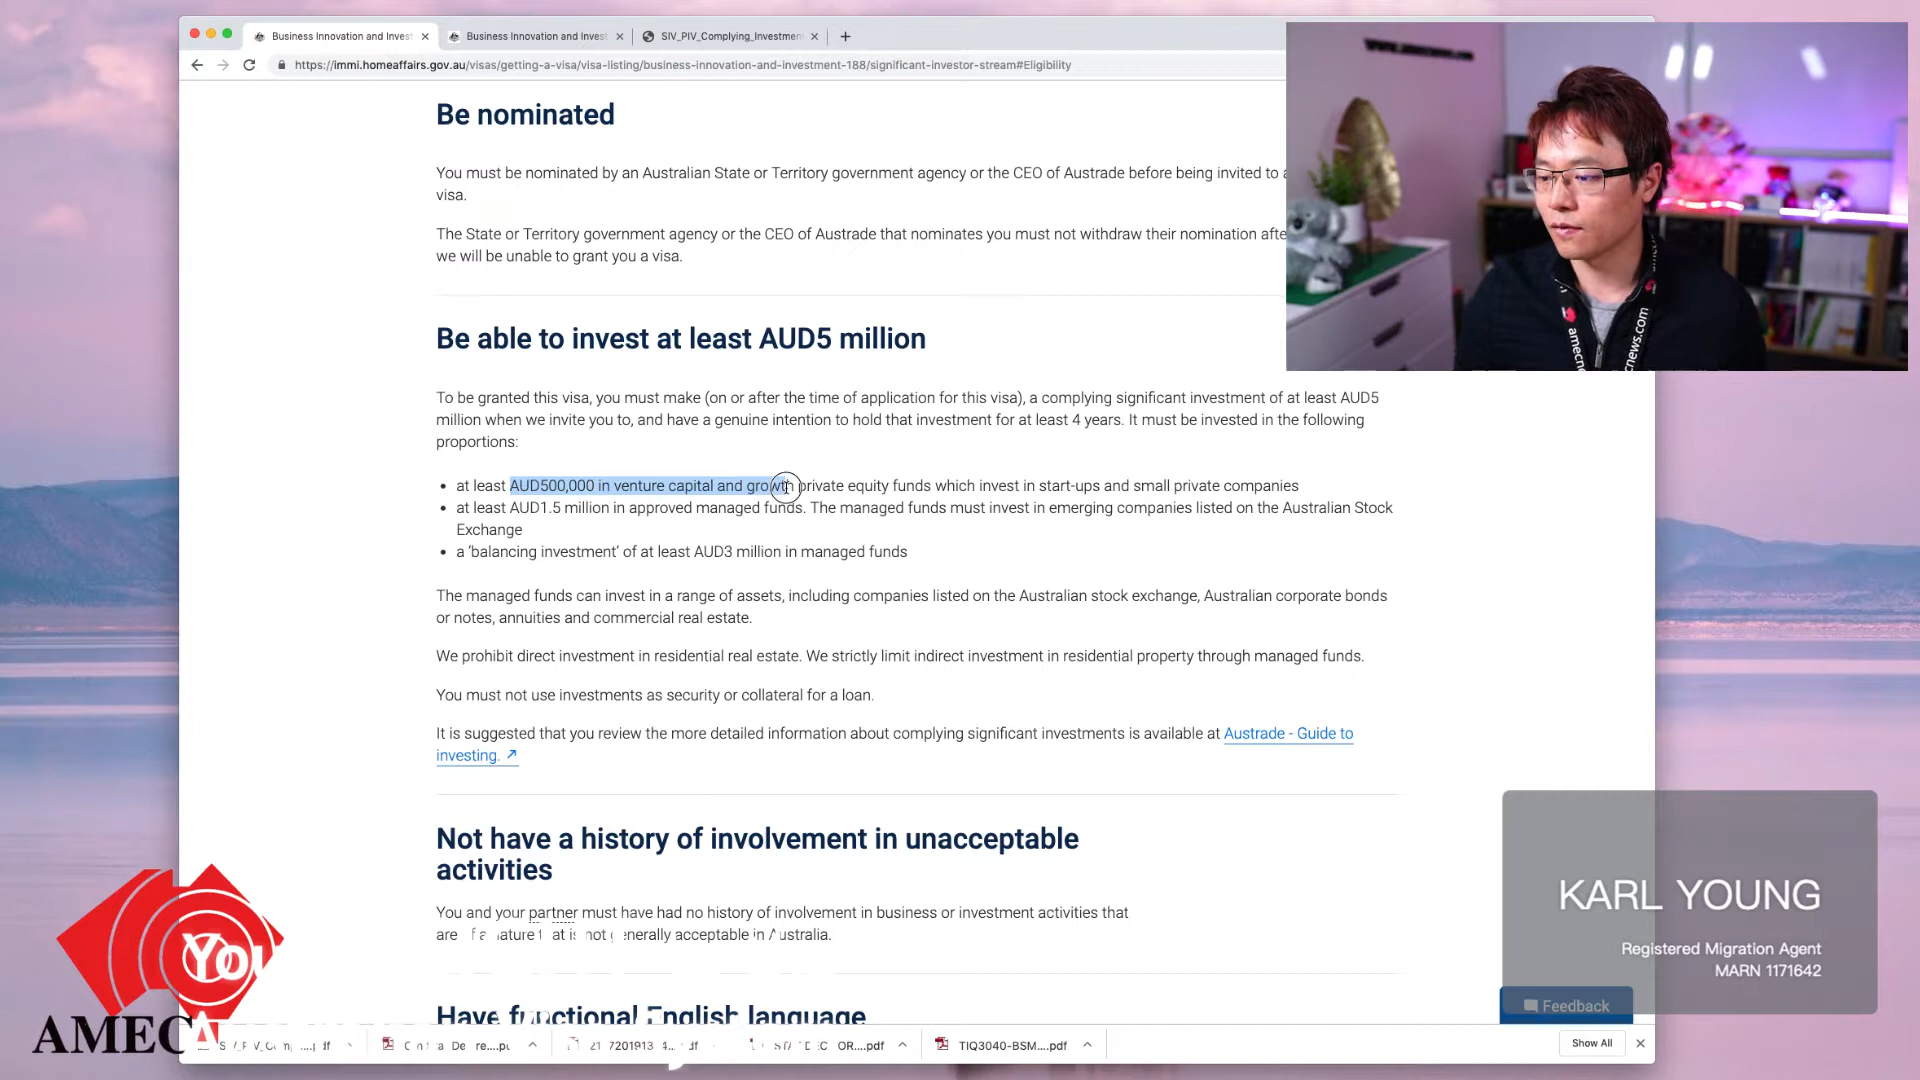 Business Innovation and Invest
Business Innovation and Invest
SIV_PIV_Complying_Investment
https://immi.homeaffairs.gov.au/visas/getting-a-visa/visa-listing/business-innovation-and-investment-188/significant-investor-stream#Eligibility
Be nominated
You must be nominated by an Australian State or Territory government agency or the CEO of Austrade before being invited to a
visa.
The State or Territory government agency or the CEO of Austrade that nominates you must not withdraw their nomination afte
we will be unable to grant you a visa.
Be able to invest at least AUD5 million
To be granted this visa, you must make (on or after the time of application for this visa), a complying significant investment of at least AUD5
million when we invite you to, and have a genuine intention to hold that investment for at least 4 years. It must be invested in the following
proportions:
• at least AUD500,000 in venture capital and growth private equity funds which invest in start-ups and small private companies
• at least AUD1.5 million in approved managed funds. The managed funds must invest in emerging companies listed on the Australian Stock
Exchange
• a ‘balancing investment’ of at least AUD3 million in managed funds
The managed funds can invest in a range of assets, including companies listed on the Australian stock exchange, Australian corporate bonds
or notes, annuities and commercial real estate.
We prohibit direct investment in residential real estate. We strictly limit indirect investment in residential property through managed funds.
You must not use investments as security or collateral for a loan.
It is suggested that you review the more detailed information about complying significant investments is available at Austrade - Guide to
investing.
Not have a history of involvement in unacceptable
activities
You and your partner must have had no history of involvement in business or investment activities that
are of a nature that is not generally acceptable in Australia.
Have functional English language
amecnews.com
KARL YOUNG
Registered Migration Agent
MARN 1171642
Feedback
You
AMEC
TIQ3040-BSM....pdf
Show All